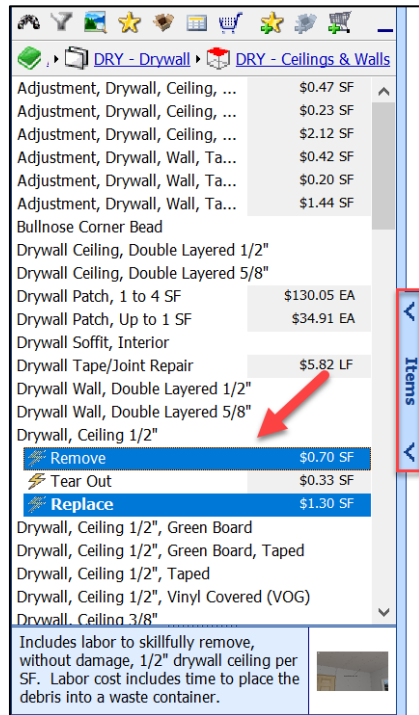 DRY - Drywall DRY - Ceilings & Walls
Adjustment, Drywall, Ceiling, ... $0.47 SF
Adjustment, Drywall, Ceiling, ... $0.23 SF
Adjustment, Drywall, Ceiling, ... $2.12 SF
Adjustment, Drywall, Wall, Ta... $0.42 SF
Adjustment, Drywall, Wall, Ta... $0.20 SF
Adjustment, Drywall, Wall, Ta... $1.44 SF
Bullnose Corner Bead
Drywall Ceiling, Double Layered 1/2"
Drywall Ceiling, Double Layered 5/8"
Drywall Patch, 1 to 4 SF $130.05 EA
Drywall Patch, Up to 1 SF $34.91 EA
Drywall Soffit, Interior
Drywall Tape/Joint Repair $5.82 LF
Drywall Wall, Double Layered 1/2"
Drywall Wall, Double Layered 5/8"
Drywall, Ceiling 1/2"
Remove $0.70 SF
Tear Out $0.33 SF
Replace $1.30 SF
Drywall, Ceiling 1/2", Green Board
Drywall, Ceiling 1/2", Green Board, Taped
Drywall, Ceiling 1/2", Taped
Drywall, Ceiling 1/2", Vinyl Covered (VOG)
Drywall, Ceiling 3/8"
Includes labor to skillfully remove,
without damage, 1/2" drywall ceiling per
SF. Labor cost includes time to place the
debris into a waste container.
Items